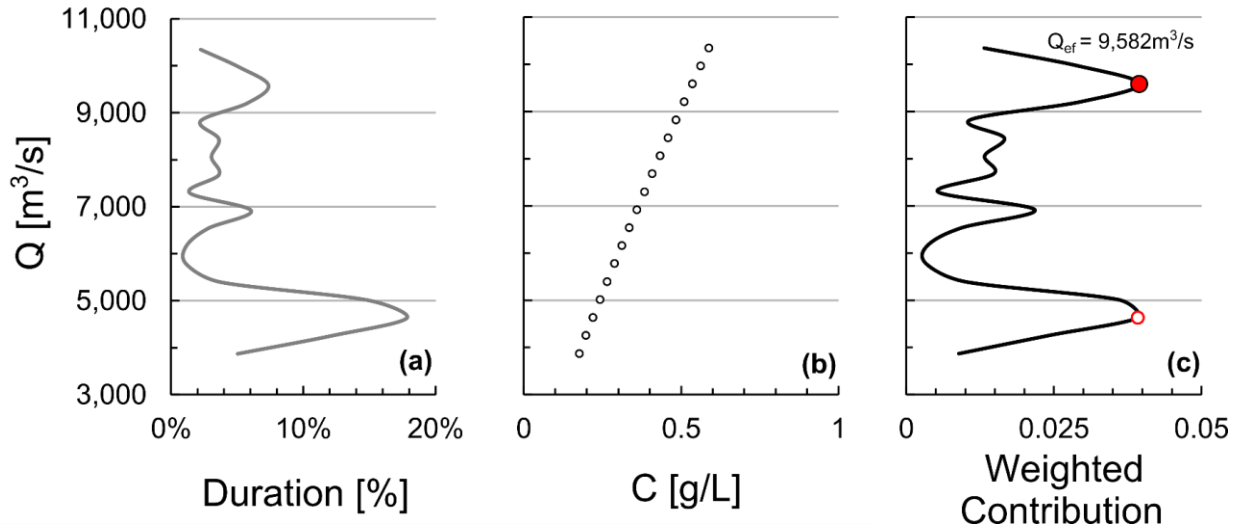 11,000
9,000
7,000
5,000
3,000
Q [m³/s]
0%
10%
20%
Duration [%]
(a)
0
0.5
1
C [g/L]
(b)
Qef = 9,582m³/s
0
0.025
0.05
Weighted
Contribution
(c)